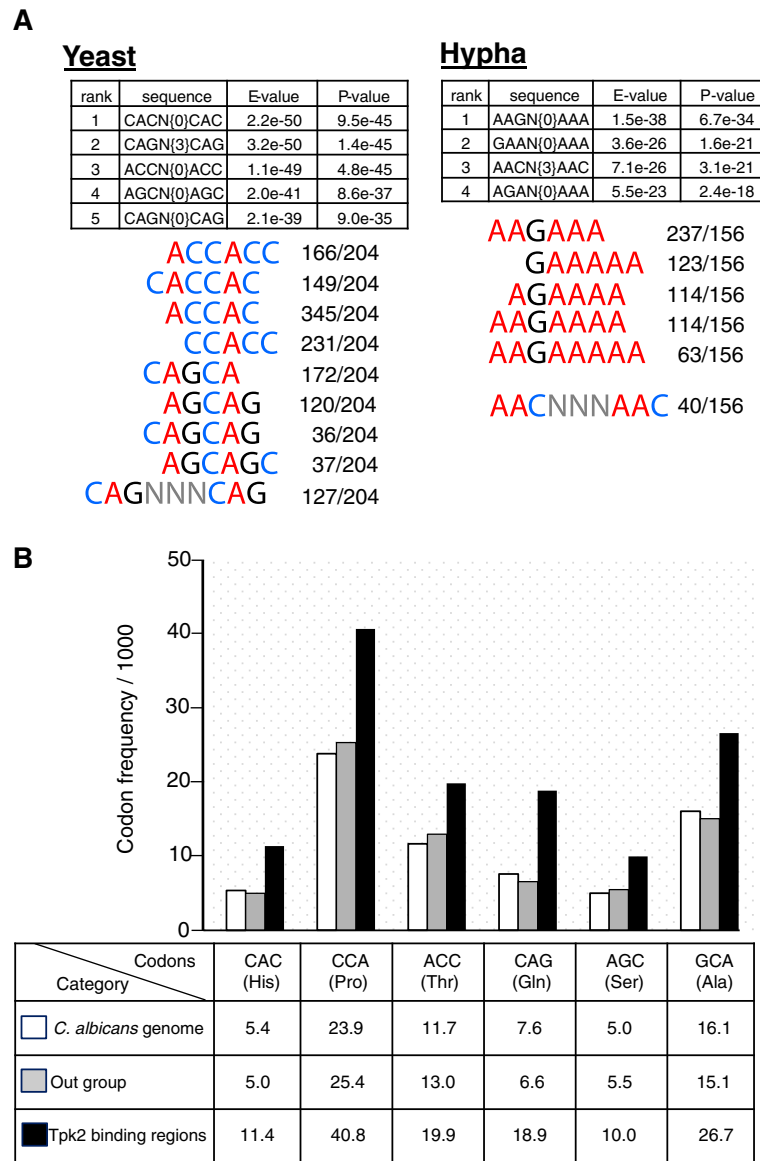 A
Yeast
rank sequence E-value P-value
1 CACN{0}CAC 2.2e-50 9.5e-45
2 CAGN{3}CAG 3.2e-50 1.4e-45
3 ACCN{0}ACC 1.1e-49 4.8e-45
4 AGCN{0}AGC 2.0e-41 8.6e-37
5 CAGN{0}CAG 2.1e-39 9.0e-35
ACCACC 166/204
CACCAC 149/204
ACCAC 345/204
CCACC 231/204
CAGCA 172/204
AGCAG 120/204
CAGCAG 36/204
AGCAGC 37/204
CAGNNNCAG 127/204
Hypha
rank sequence E-value P-value
1 AAGN{0}AAA 1.5e-38 6.7e-34
2 GAAN{0}AAA 3.6e-26 1.6e-21
3 AACN{3}AAC 7.1e-26 3.1e-21
4 AGAN{0}AAA 5.5e-23 2.4e-18
AAGAAA 237/156
GAAAAA 123/156
AGAAAA 114/156
AAGAAAA 114/156
AAGAAAAA 63/156
AACNNNAAC 40/156
B
Codon frequency / 1000
50
40
30
20
10
0
Codons
Category
CAC (His) CCA (Pro) ACC (Thr) CAG (Gln) AGC (Ser) GCA (Ala)
C. albicans genome 5.4 23.9 11.7 7.6 5.0 16.1
Out group 5.0 25.4 13.0 6.6 5.5 15.1
Tpk2 binding regions 11.4 40.8 19.9 18.9 10.0 26.7